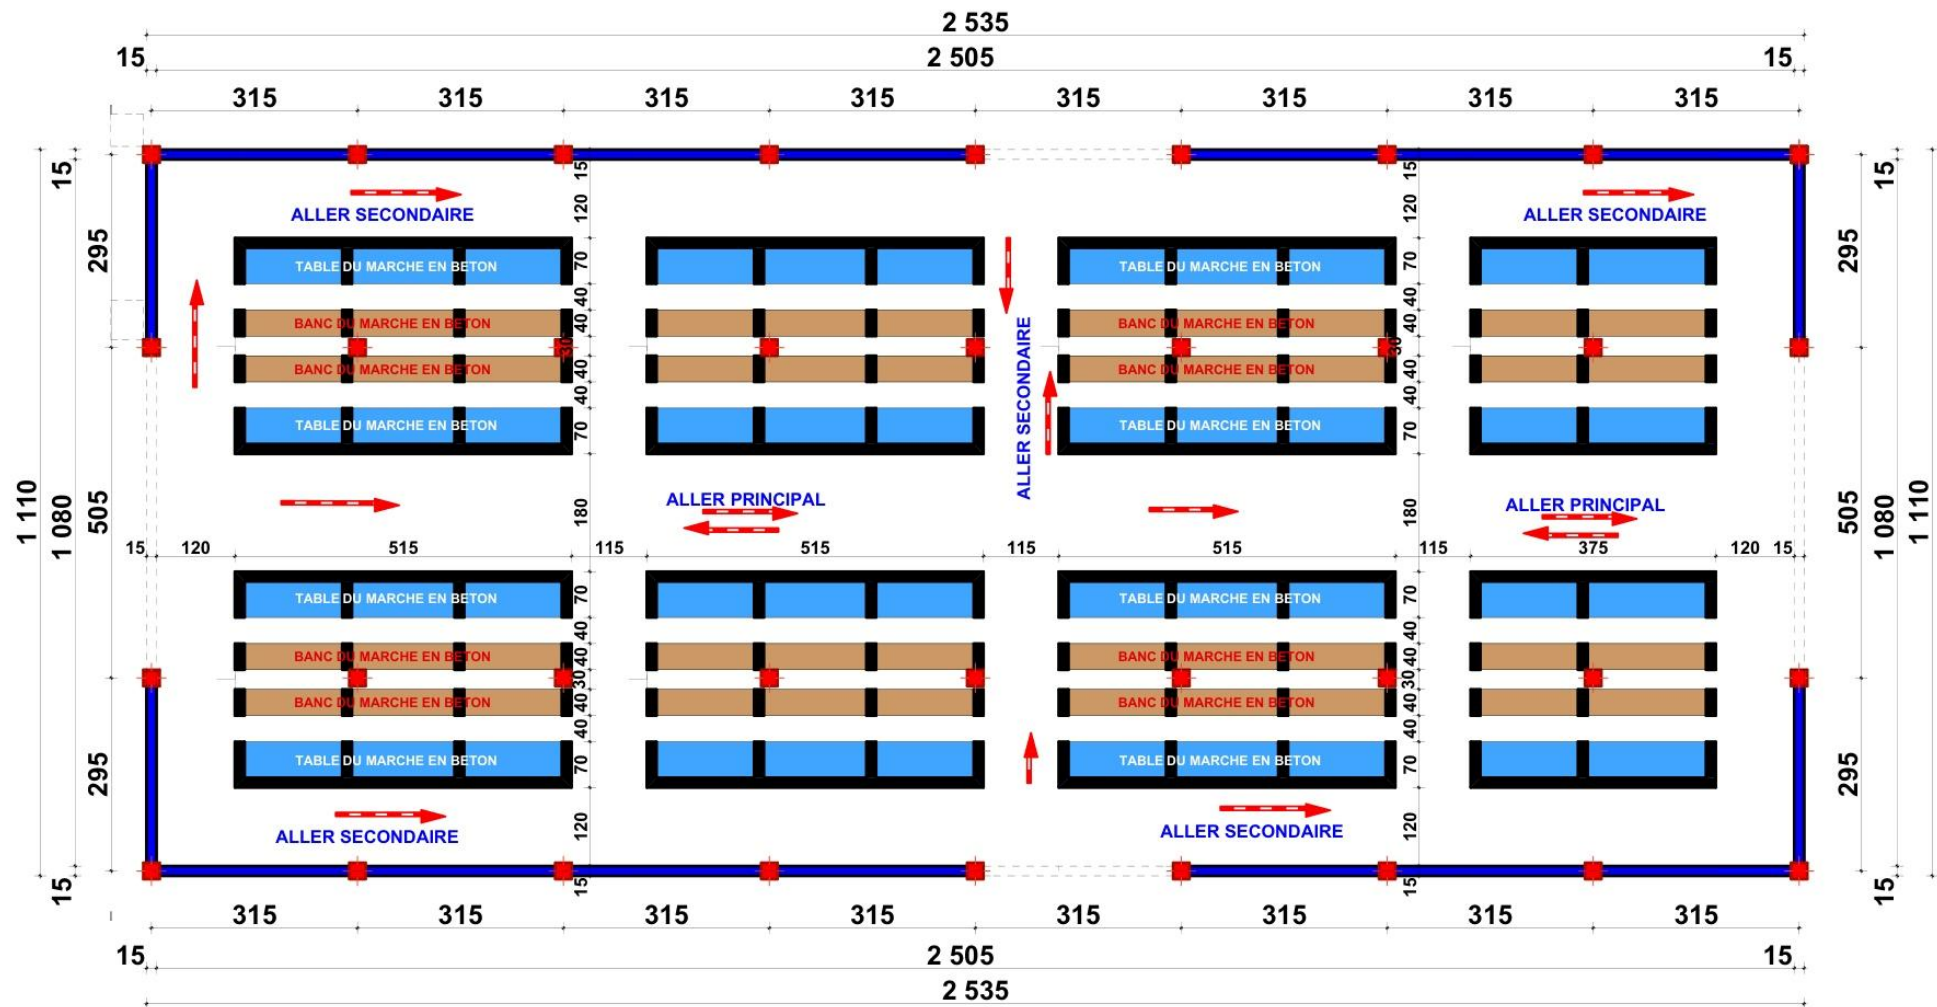 2 535
15 2 505 15
315 315 315 315 315 315 315 315
15 15 15 15
ALLER SECONDAIRE ALLER SECONDAIRE
120 120
295 295
TABLE DU MARCHE EN BETON 70 TABLE DU MARCHE EN BETON 70
40 40
BANC DU MARCHE EN BETON 40 BANC DU MARCHE EN BETON 40
30 30
BANC DU MARCHE EN BETON 40 BANC DU MARCHE EN BETON 40
40 40
ALLER SECONDAIRE
TABLE DU MARCHE EN BETON 70 TABLE DU MARCHE EN BETON 70
1 110 1 080 505 180 ALLER PRINCIPAL 180 ALLER PRINCIPAL 505 1 080 1 110
15 120 515 115 515 115 515 115 375 120 15
TABLE DU MARCHE EN BETON 70 TABLE DU MARCHE EN BETON 70
40 40
BANC DU MARCHE EN BETON 40 BANC DU MARCHE EN BETON 40
30 30
BANC DU MARCHE EN BETON 40 BANC DU MARCHE EN BETON 40
40 40
TABLE DU MARCHE EN BETON 70 TABLE DU MARCHE EN BETON 70
295 295
120 120
ALLER SECONDAIRE ALLER SECONDAIRE
15 15 15 15
315 315 315 315 315 315 315 315
15 2 505 15
2 535